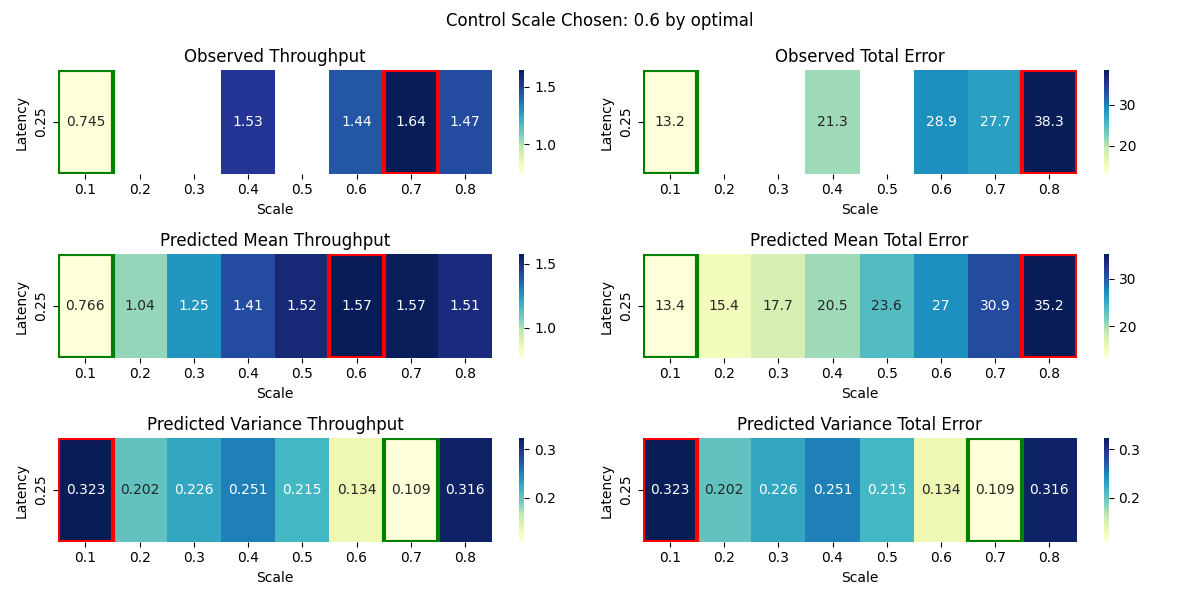 Control Scale Chosen: 0.6 by optimal
Observed Throughput
Latency
0.25
0.745 1.53 1.44 1.64 1.47
0.1 0.2 0.3 0.4 0.5 0.6 0.7 0.8
Scale
1.5
1.0
Observed Total Error
Latency
0.25
13.2 21.3 28.9 27.7 38.3
0.1 0.2 0.3 0.4 0.5 0.6 0.7 0.8
Scale
30
20
Predicted Mean Throughput
Latency
0.25
0.766 1.04 1.25 1.41 1.52 1.57 1.57 1.51
0.1 0.2 0.3 0.4 0.5 0.6 0.7 0.8
Scale
1.5
1.0
Predicted Mean Total Error
Latency
0.25
13.4 15.4 17.7 20.5 23.6 27 30.9 35.2
0.1 0.2 0.3 0.4 0.5 0.6 0.7 0.8
Scale
30
20
Predicted Variance Throughput
Latency
0.25
0.323 0.202 0.226 0.251 0.215 0.134 0.109 0.316
0.1 0.2 0.3 0.4 0.5 0.6 0.7 0.8
Scale
0.3
0.2
Predicted Variance Total Error
Latency
0.25
0.323 0.202 0.226 0.251 0.215 0.134 0.109 0.316
0.1 0.2 0.3 0.4 0.5 0.6 0.7 0.8
Scale
0.3
0.2